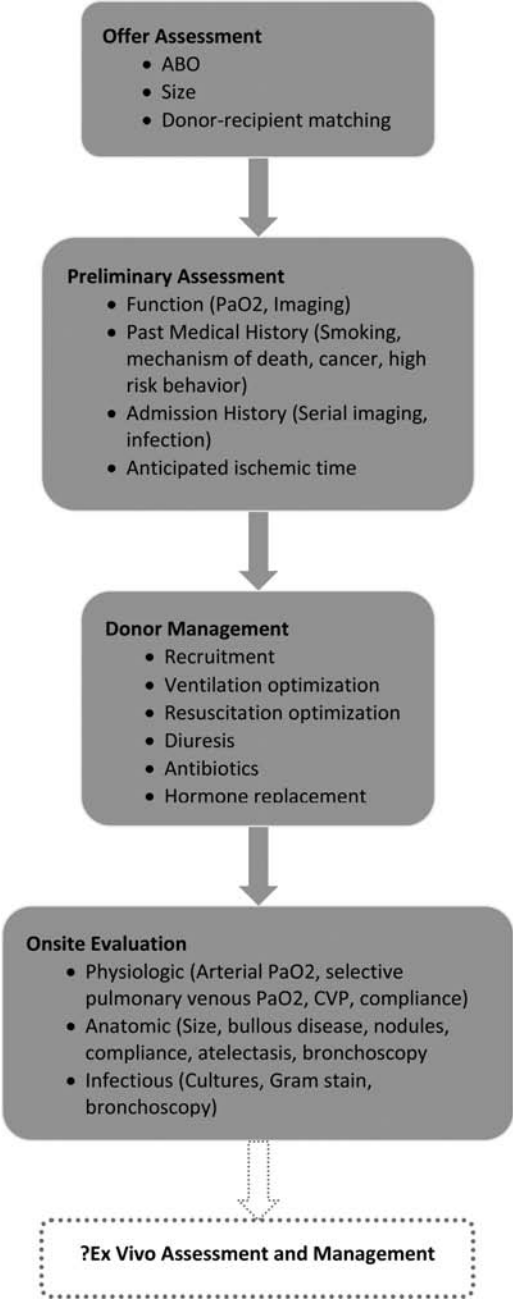 Offer Assessment
• ABO
• Size
• Donor-recipient matching
Preliminary Assessment
• Function (PaO2, Imaging)
• Past Medical History (Smoking,
mechanism of death, cancer, high
risk behavior)
• Admission History (Serial imaging,
infection)
• Anticipated ischemic time
Donor Management
• Recruitment
• Ventilation optimization
• Resuscitation optimization
• Diuresis
• Antibiotics
• Hormone replacement
Onsite Evaluation
• Physiologic (Arterial PaO2, selective
pulmonary venous PaO2, CVP, compliance)
• Anatomic (Size, bullous disease, nodules,
compliance, atelectasis, bronchoscopy
• Infectious (Cultures, Gram stain,
bronchoscopy)
?Ex Vivo Assessment and Management